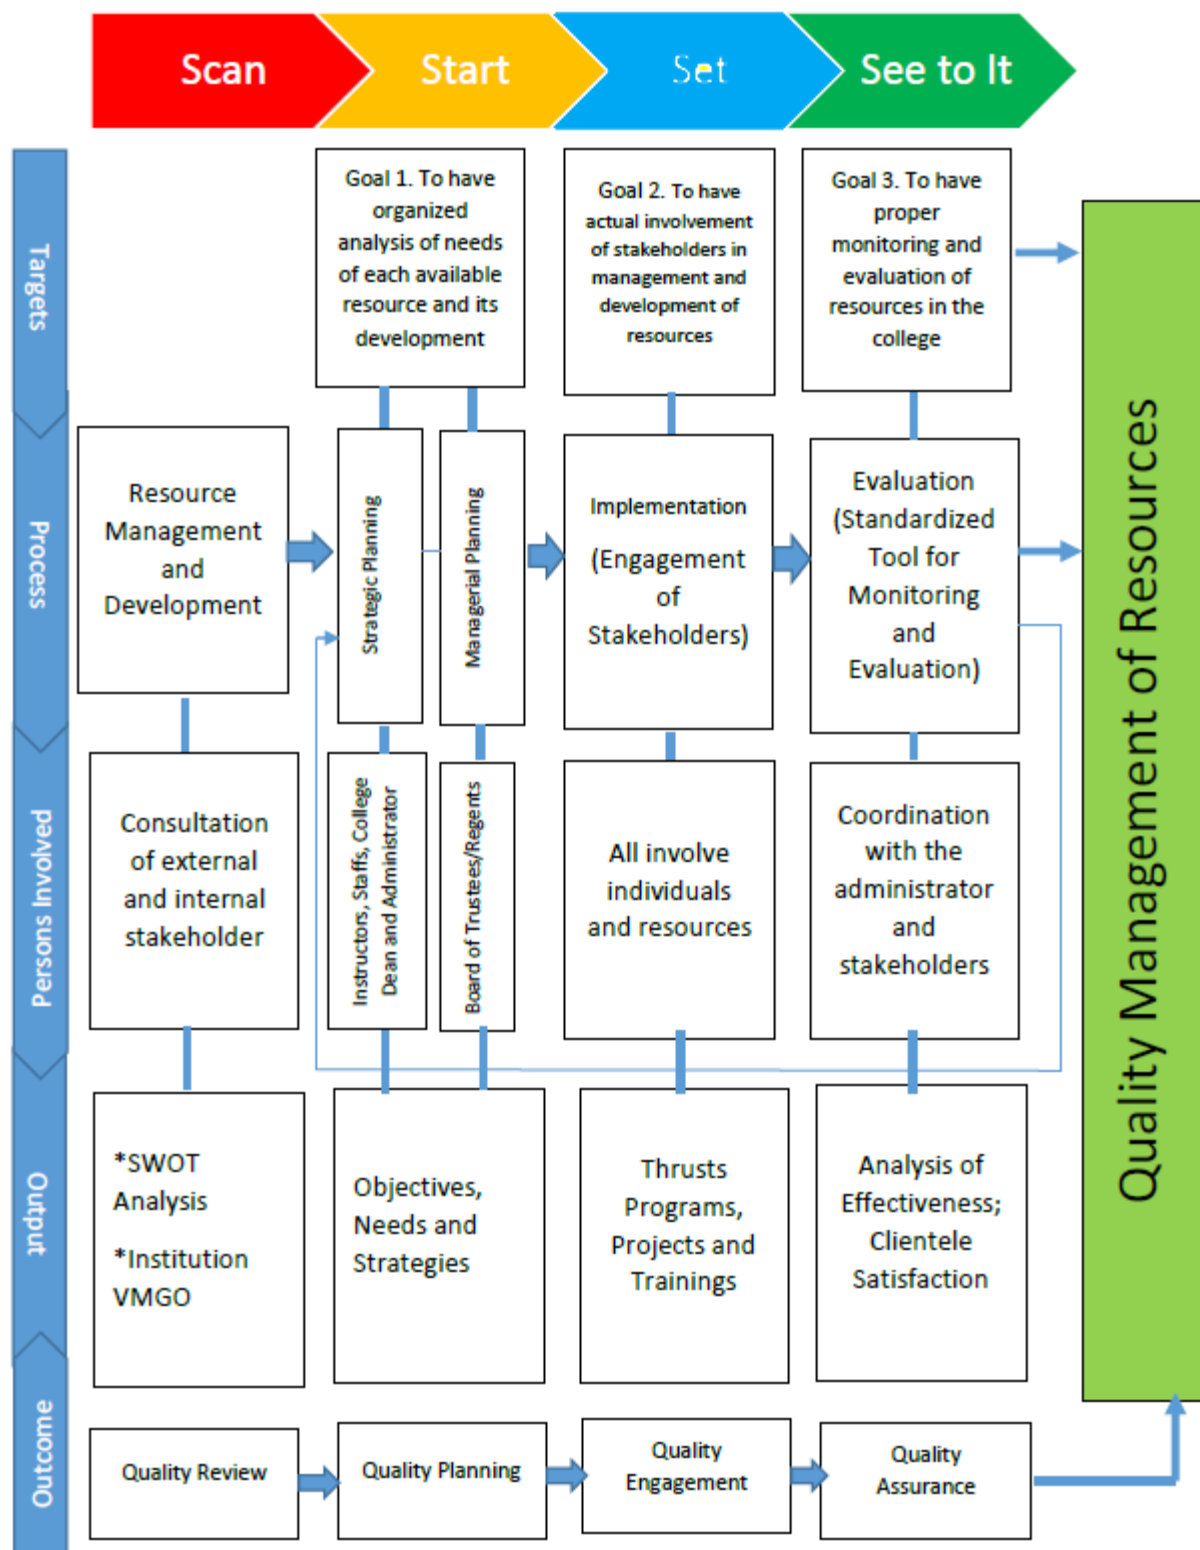 Scan
Start
Set
See to It
Targets
Goal 1. To have
organized
analysis of needs
of each available
resource and its
development
Goal 2. To have
actual involvement
of stakeholders in
management and
development of
resources
Goal 3. To have
proper
monitoring and
evaluation of
resources in the
college
Process
Resource
Management
and
Development
Strategic Planning
Managerial Planning
Implementation
(Engagement
of
Stakeholders)
Evaluation
(Standardized
Tool for
Monitoring
and
Evaluation)
Persons Involved
Consultation
of external
and internal
stakeholder
Instructors, Staffs, College
Dean and Administrator
Board of Trustees/Regents
All involve
individuals
and resources
Coordination
with the
administrator
and
stakeholders
Output
*SWOT
Analysis
*Institution
VMGO
Objectives,
Needs and
Strategies
Thrusts
Programs,
Projects and
Trainings
Analysis of
Effectiveness;
Clientele
Satisfaction
Outcome
Quality Review
Quality Planning
Quality
Engagement
Quality
Assurance
Quality Management of Resources